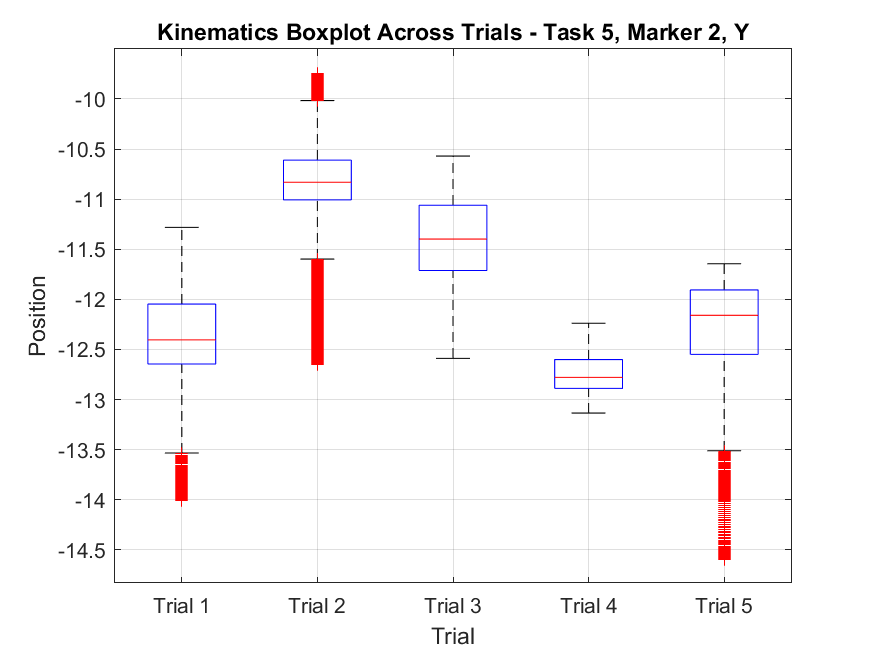 Kinematics Boxplot Across Trials - Task 5, Marker 2, Y
-10
-10.5
-11
-11.5
-12
-12.5
-13
-13.5
-14
-14.5
Position
Trial 1 Trial 2 Trial 3 Trial 4 Trial 5
Trial